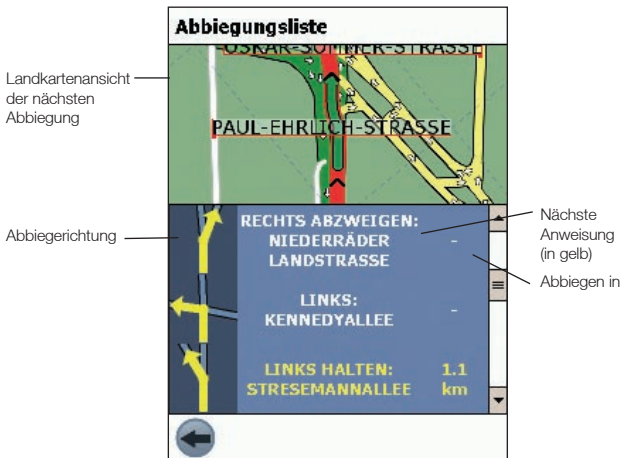 Abbiegungsliste
OSKAR-SOMMER-STRASSE
Landkartenansicht
der nächsten
Abbiegung
PAUL-EHRLICH-STRASSE
Abbiegerichtung
RECHTS ABZWEIGEN:
NIEDERRÄDER -
LANDSTRASSE
LINKS: -
KENNEDYALLEE
LINKS HALTEN: 1.1
STRESEMANNALLEE km
Nächste
Anweisung
(in gelb)
Abbiegen in